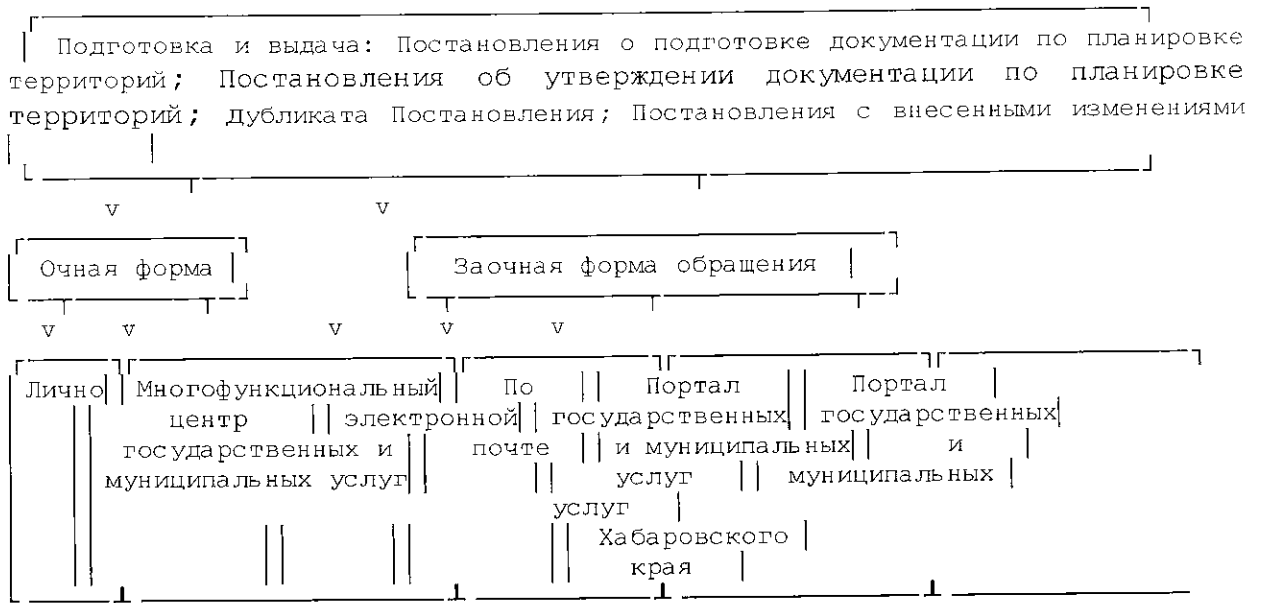 Подготовка и выдача: Постановления о подготовке документации по планировке
территорий; Постановления об утверждении документации по планировке
территорий; Дубликата Постановления; Постановления с внесенными изменениями
v v
Очная форма Заочная форма обращения
v v v v v
Лично Многофункциональный По Портал Портал
центр электронной государственных государственных
государственных и почте и муниципальных и
муниципальных услуг услуг муниципальных
услуг
Хабаровского
края